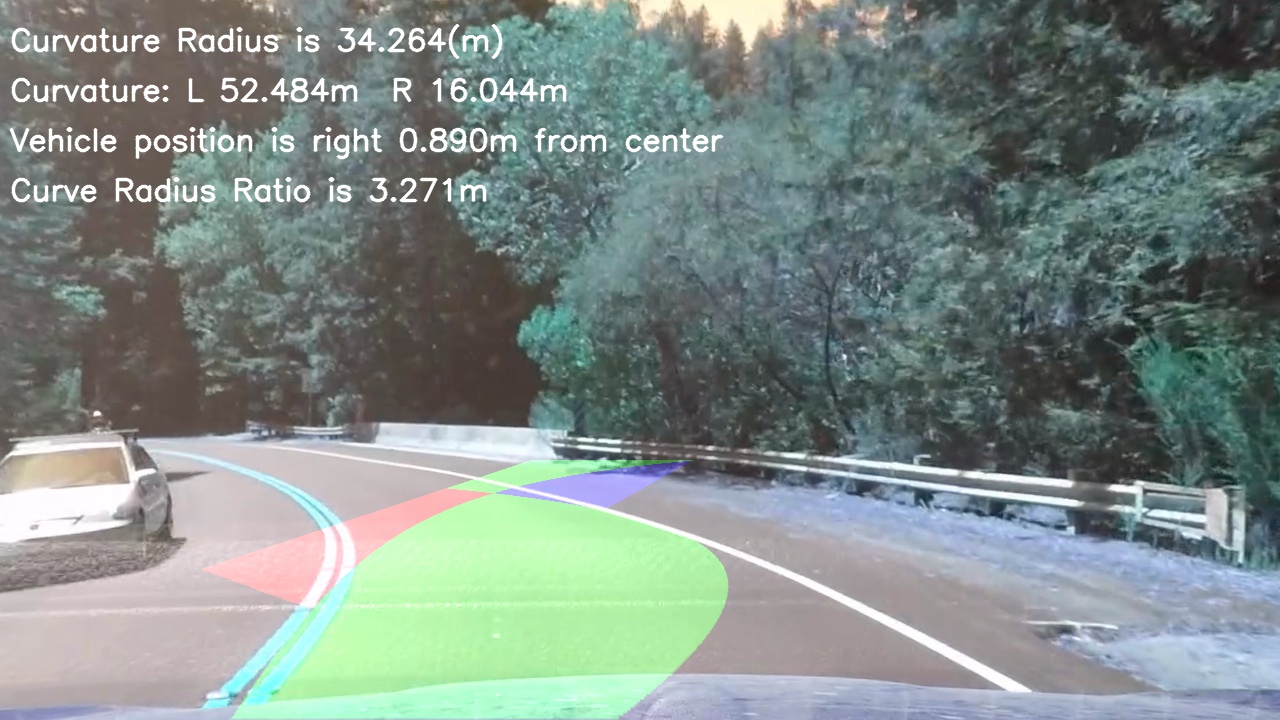 Curvature Radius is 34.264(m)
Curvature: L 52.484m R 16.044m
Vehicle position is right 0.890m from center
Curve Radius Ratio is 3.271m